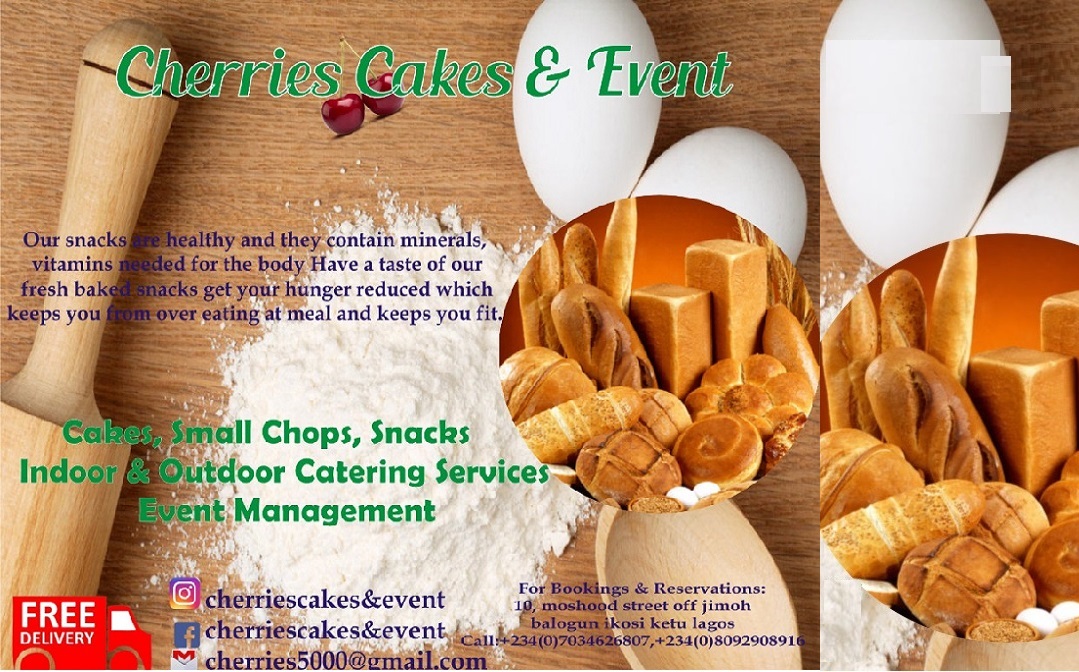 Cherries Cakes & Event
Our snacks are healthy and they contain minerals,
vitamins needed for the body Have a taste of our
fresh baked snacks get your hunger reduced which
keeps you from over eating at meal and keeps you fit.
Cakes, Small Chops, Snacks
Indoor & Outdoor Catering Services
Event Management
cherriescakes&event
cherriescakes&event
cherries5000@gmail.com
FREE
DELIVERY
For Bookings & Reservations:
10, moshood street off jimoh
balogun ikosi ketu lagos
Call:+234(0)7034626807,+234(0)8092908916